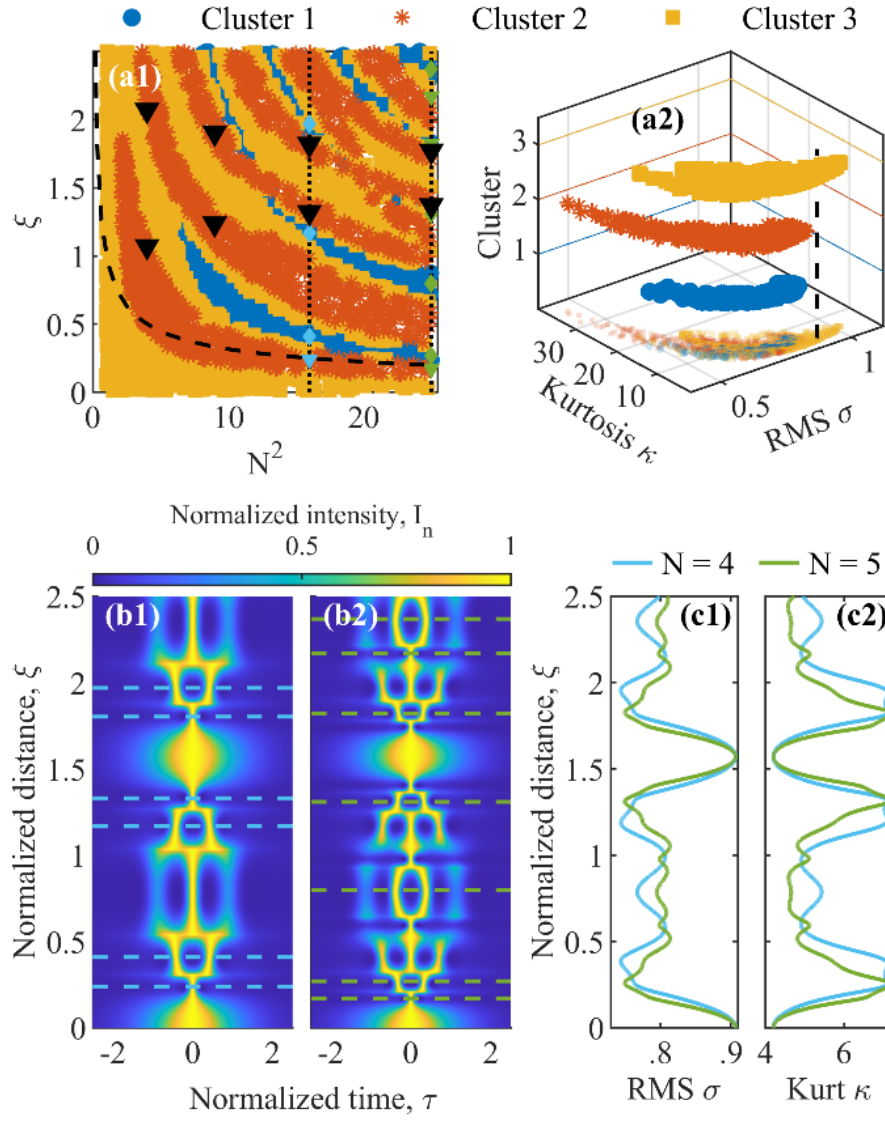 Cluster 1 Cluster 2 Cluster 3
(a1)
ξ
2
1.5
1
0.5
0
0 10 20
N²
(a2)
Cluster
3
2
1
30
20
10
Kurtosis κ
0.5
1
RMS σ
Normalized intensity, I_n
0 0.5 1
N = 4 N = 5
(b1) (b2) (c1) (c2)
Normalized distance, ξ
2.5
2
1.5
1
0.5
0
-2 0 2
-2 0 2
Normalized time, τ
Normalized distance, ξ
2.5
2
1.5
1
0.5
0
.8 .9
RMS σ
4 6
Kurt κ